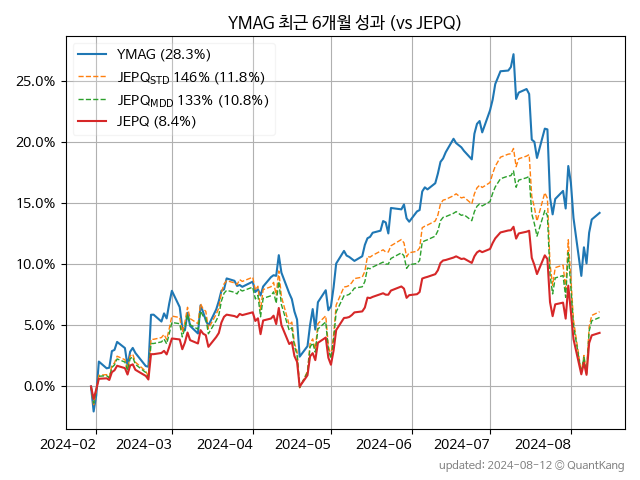 YMAG 최근 6개월 성과 (vs JEPQ)
YMAG (28.3%)
JEPQSTD 146% (11.8%)
JEPQMDD 133% (10.8%)
JEPQ (8.4%)
25.0%
20.0%
15.0%
10.0%
5.0%
0.0%
2024-02 2024-03 2024-04 2024-05 2024-06 2024-07 2024-08
updated: 2024-08-12 © QuantKang